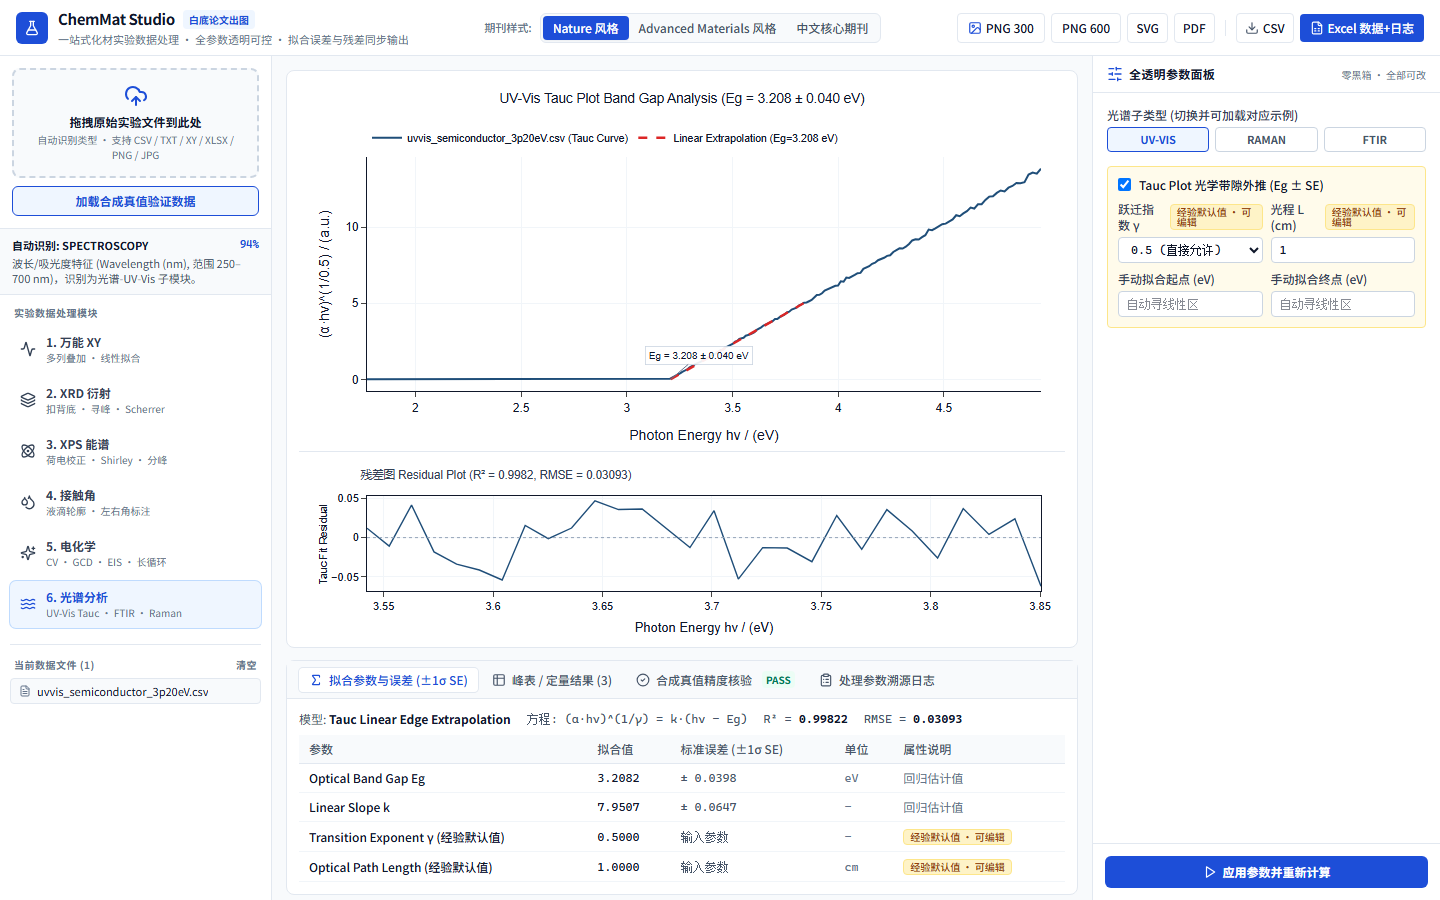 ChemMat Studio 白底论文出图
一站式化材实验数据处理 • 全参数透明可控 • 拟合误差与残差同步输出
期刊样式: Nature 风格 Advanced Materials 风格 中文核心期刊
PNG 300 PNG 600 SVG PDF CSV Excel 数据+日志
拖拽原始实验文件到此处
自动识别类型 • 支持 CSV / TXT / XY / XLSX /
PNG / JPG
加载合成真值验证数据
自动识别: SPECTROSCOPY 94%
波长/吸光度特征 (Wavelength (nm), 范围 250–
700 nm)，识别为光谱-UV-Vis 子模块。
实验数据处理模块
1. 万能 XY
多列叠加 • 线性拟合
2. XRD 衍射
扣背底 • 寻峰 • Scherrer
3. XPS 能谱
荷电校正 • Shirley • 分峰
4. 接触角
液滴轮廓 • 左右角标注
5. 电化学
CV • GCD • EIS • 长循环
6. 光谱分析
UV-Vis Tauc • FTIR • Raman
当前数据文件 (1) 清空
uvvis_semiconductor_3p20eV.csv
UV-Vis Tauc Plot Band Gap Analysis (Eg = 3.208 ± 0.040 eV)
uvvis_semiconductor_3p20eV.csv (Tauc Curve) Linear Extrapolation (Eg=3.208 eV)
(α·hν)^(1/0.5) / (a.u.)
10
5
0
Eg = 3.208 ± 0.040 eV
2 2.5 3 3.5 4 4.5
Photon Energy hν / (eV)
残差图 Residual Plot (R² = 0.9982, RMSE = 0.03093)
Tauc Fit Residual
0.05
0
−0.05
3.55 3.6 3.65 3.7 3.75 3.8 3.85
Photon Energy hν / (eV)
拟合参数与误差 (±1σ SE) 峰表 / 定量结果 (3) 合成真值精度核验 PASS 处理参数溯源日志
模型: Tauc Linear Edge Extrapolation 方程: (α·hν)^(1/γ) = k·(hν − Eg) R² = 0.99822 RMSE = 0.03093
参数 拟合值 标准误差 (±1σ SE) 单位 属性说明
Optical Band Gap Eg 3.2082 ± 0.0398 eV 回归估计值
Linear Slope k 7.9507 ± 0.0647 – 回归估计值
Transition Exponent γ (经验默认值) 0.5000 输入参数 – 经验默认值 • 可编辑
Optical Path Length (经验默认值) 1.0000 输入参数 cm 经验默认值 • 可编辑
全透明参数面板 零黑箱 • 全部可改
光谱子类型 (切换并可加载对应示例)
UV-VIS RAMAN FTIR
Tauc Plot 光学带隙外推 (Eg ± SE)
跃迁指数 γ 经验默认值 • 可编辑 光程 L (cm) 经验默认值 • 可编辑
0.5 (直接允许) 1
手动拟合起点 (eV) 手动拟合终点 (eV)
自动寻线性区 自动寻线性区
应用参数并重新计算